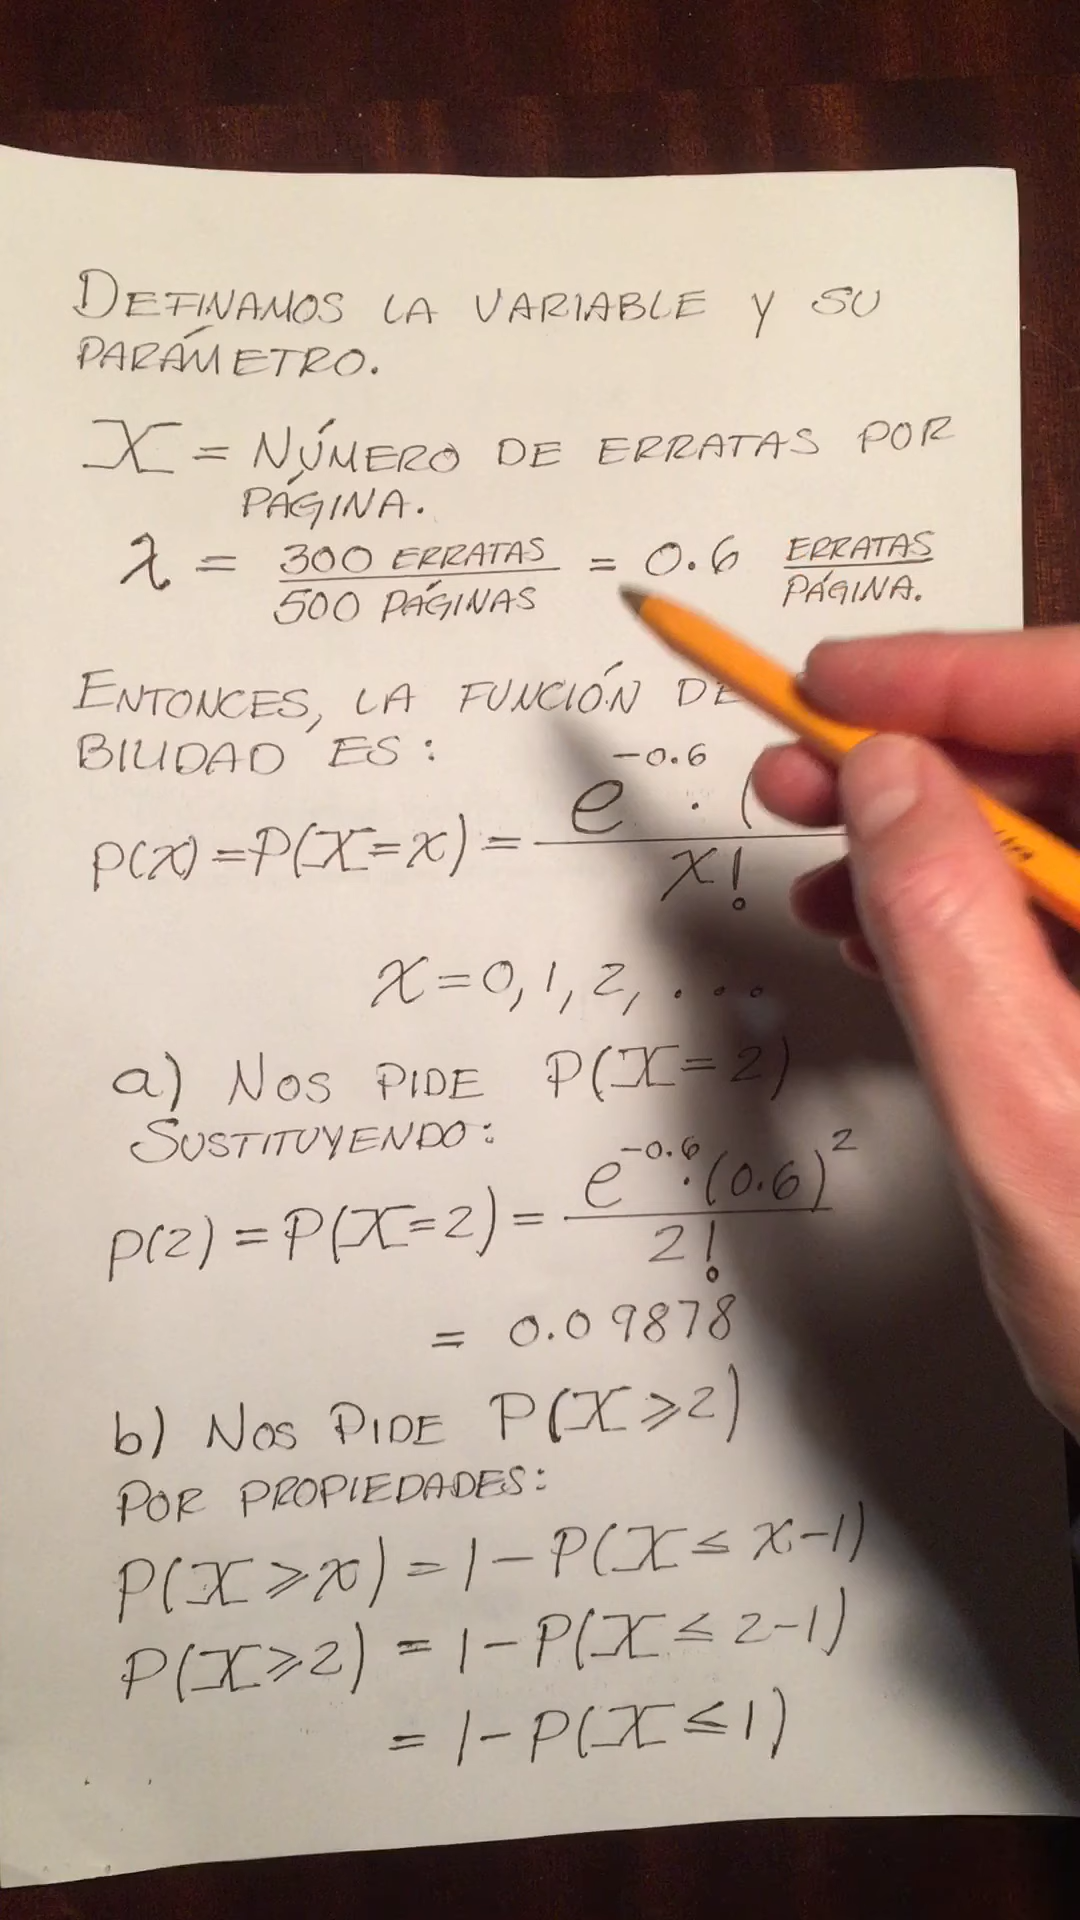 DEFINAMOS LA VARIABLE Y SU
PARÁMETRO.
X = NÚMERO DE ERRATAS POR
PÁGINA.
λ = 300 ERRATAS / 500 PÁGINAS = 0.6 ERRATAS / PÁGINA.
ENTONCES, LA FUNCIÓN DE
BILIDAD ES:
p(x) = P(X = x) = e^-0.6 · ( / x!
x = 0, 1, 2, ...
a) NOS PIDE P(X = 2)
SUSTITUYENDO:
p(2) = P(X = 2) = e^-0.6 · (0.6)^2 / 2!
= 0.09878
b) NOS PIDE P(X ⩾ 2)
POR PROPIEDADES:
P(X ⩾ x) = 1 - P(X ≤ x-1)
P(X ⩾ 2) = 1 - P(X ≤ 2-1)
= 1 - P(X ≤ 1)